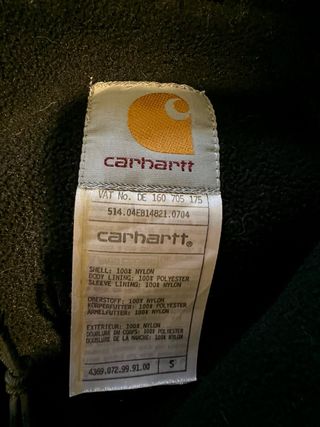 carhartt
VAT No. DE 160 705 175
514.04EB14821.0704
carhartt®
SHELL: 100% NYLON
BODY LINING: 100% POLYESTER
SLEEVE LINING: 100% NYLON
OBERSTOFF: 100% NYLON
KÖRPERFUTTER: 100% POLYESTER
ARMELFUTTER: 100% NYLON
EXTERIEUR: 100% NYLON
DOUBLURE DU CORPS: 100% POLYESTER
DOUBLURE DE LA MANCHE: 100% NYLON
4369.072.99.91.00 S